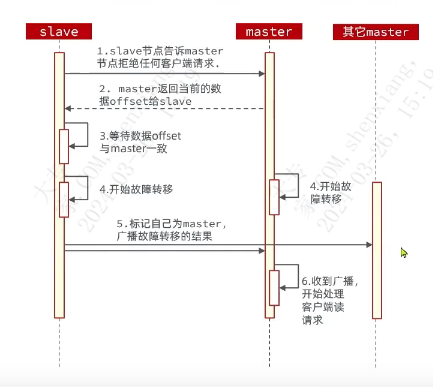 slave
master
其它master
1.slave节点告诉master
节点拒绝任何客户端请求.
2. master返回当前的数
据offset给slave
3.等待数据offset
与master一致
4.开始故障转移
4.开始故
障转移
5.标记自己为master,
广播故障转移的结果
6.收到广播,
开始处理
客户端读
请求